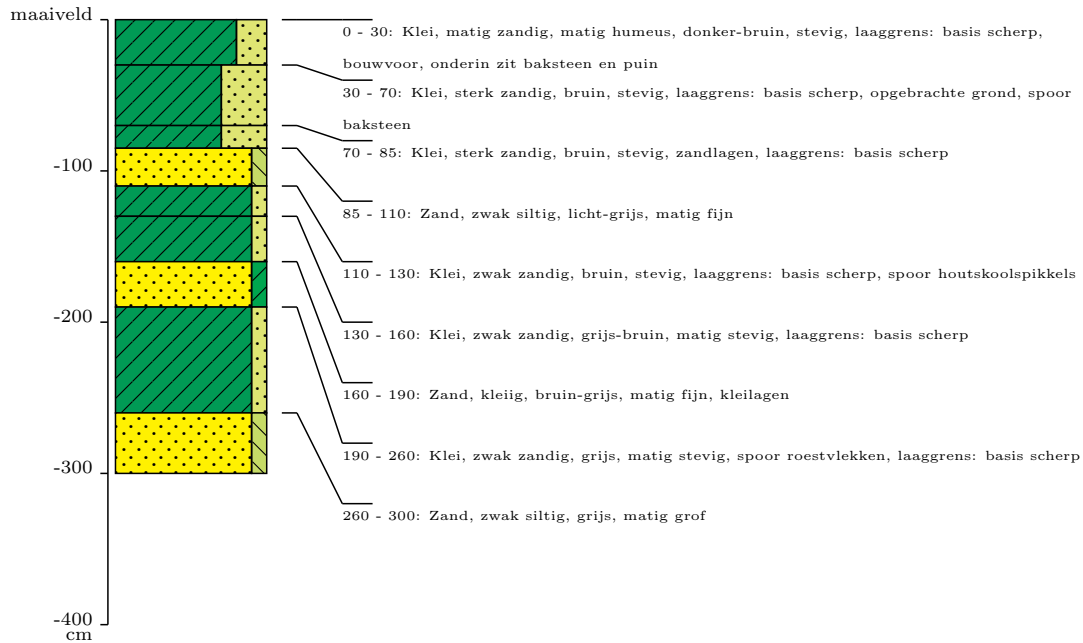 maaiveld
0 - 30: Klei, matig zandig, matig humeus, donker-bruin, stevig, laaggrens: basis scherp,
bouwvoor, onderin zit baksteen en puin
30 - 70: Klei, sterk zandig, bruin, stevig, laaggrens: basis scherp, opgebrachte grond, spoor
baksteen
70 - 85: Klei, sterk zandig, bruin, stevig, zandlagen, laaggrens: basis scherp
-100
85 - 110: Zand, zwak siltig, licht-grijs, matig fijn
110 - 130: Klei, zwak zandig, bruin, stevig, laaggrens: basis scherp, spoor houtskoolspikkels
-200
130 - 160: Klei, zwak zandig, grijs-bruin, matig stevig, laaggrens: basis scherp
160 - 190: Zand, kleiig, bruin-grijs, matig fijn, kleilagen
190 - 260: Klei, zwak zandig, grijs, matig stevig, spoor roestvlekken, laaggrens: basis scherp
-300
260 - 300: Zand, zwak siltig, grijs, matig grof
-400
cm